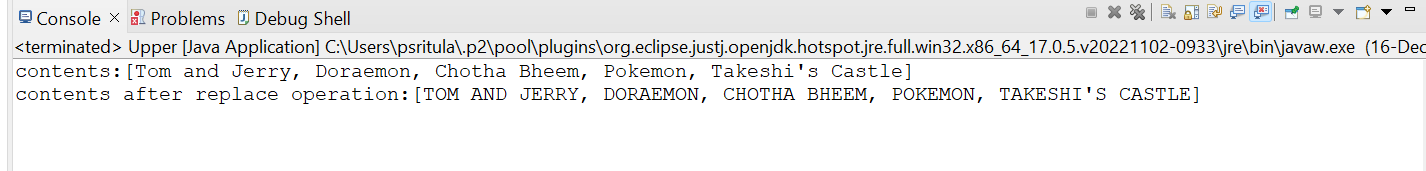 Console Problems Debug Shell
<terminated> Upper [Java Application] C:\Users\psritula\.p2\pool\plugins\org.eclipse.justj.openjdk.hotspot.jre.full.win32.x86_64_17.0.5.v20221102-0933\jre\bin\javaw.exe (16-Dec
contents:[Tom and Jerry, Doraemon, Chotha Bheem, Pokemon, Takeshi's Castle]
contents after replace operation:[TOM AND JERRY, DORAEMON, CHOTHA BHEEM, POKEMON, TAKESHI'S CASTLE]